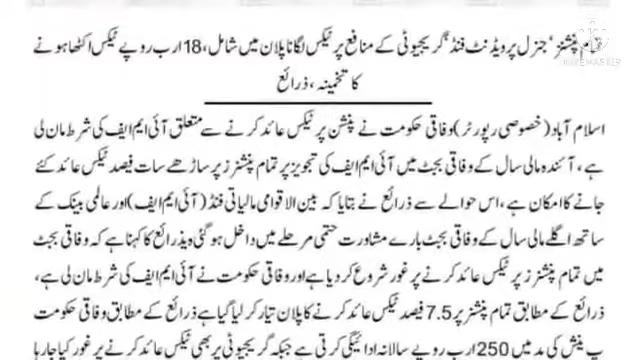 تمام پنشنز، جنرل پرویڈنٹ فنڈ، گریجیوٹی کے منافع پر ٹیکس لگانا پلان میں شامل، 18 ارب روپے ٹیکس اکٹھا ہونے
کا تخمینہ، ذرائع
اسلام آباد (خصوصی رپورٹر) وفاقی حکومت نے پنشن پر ٹیکس عائد کرنے سے متعلق آئی ایم ایف کی شرط مان لی
ہے، آئندہ مالی سال کے وفاقی بجٹ میں آئی ایم ایف کی تجویز پر تمام پنشنرز پر ساڑھے سات فیصد ٹیکس عائد کئے
جانے کا امکان ہے، اس حوالے سے ذرائع نے بتایا کہ بین الاقوامی مالیاتی فنڈ (آئی ایم ایف) اور عالمی بینک کے
ساتھ اگلے مالی سال کے وفاقی بجٹ بارے مشاورت حتمی مرحلے میں داخل ہو گئی ہیذرائع کا کہنا ہے کہ وفاقی بجٹ
میں تمام پنشنرز پر ٹیکس عائد کرنے پر غور شروع کر دیا ہے اور وفاقی حکومت نے آئی ایم ایف کی شرط مان لی ہے،
ذرائع کے مطابق تمام پنشنرز پر 7.5 فیصد ٹیکس عائد کرنے کا پلان تیار کر لیا گیا ہے ذرائع کے مطابق وفاقی حکومت
پنشن کی مد میں 250 ارب روپے سالانہ ادائیگی کرتی ہے جبکہ گریجیوٹی پر بھی ٹیکس عائد کرنے پر غور کیا جا رہا